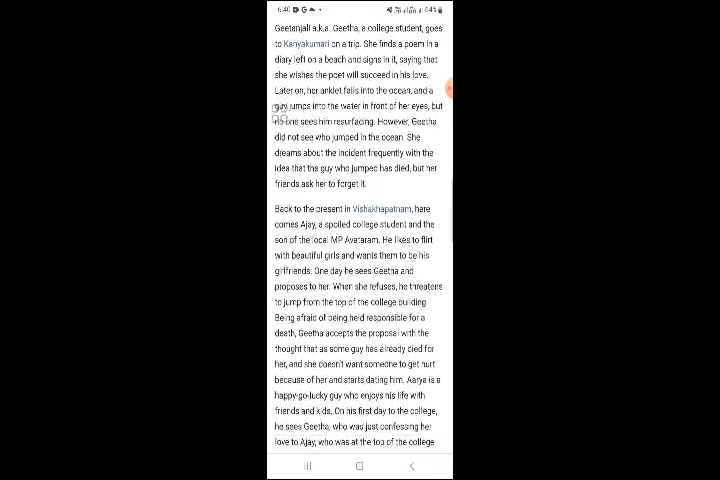 6:40
64%
Geetanjali a.k.a. Geetha, a college student, goes
to Kanyakumari on a trip. She finds a poem in a
diary left on a beach and signs in it, saying that
she wishes the poet will succeed in his love.
Later on, her anklet falls into the ocean, and a
guy jumps into the water in front of her eyes, but
no one sees him resurfacing. However, Geetha
did not see who jumped in the ocean. She
dreams about the incident frequently with the
idea that the guy who jumped has died, but her
friends ask her to forget it.
Back to the present in Vishakhapatnam, here
comes Ajay, a spoiled college student and the
son of the local MP Avataram. He likes to flirt
with beautiful girls and wants them to be his
girlfriends. One day he sees Geetha and
proposes to her. When she refuses, he threatens
to jump from the top of the college building.
Being afraid of being held responsible for a
death, Geetha accepts the proposal with the
thought that as some guy has already died for
her, and she doesn't want someone to get hurt
because of her and starts dating him. Aarya is a
happy-go-lucky guy who enjoys his life with
friends and kids. On his first day to the college,
he sees Geetha, who was just confessing her
love to Ajay, who was at the top of the college